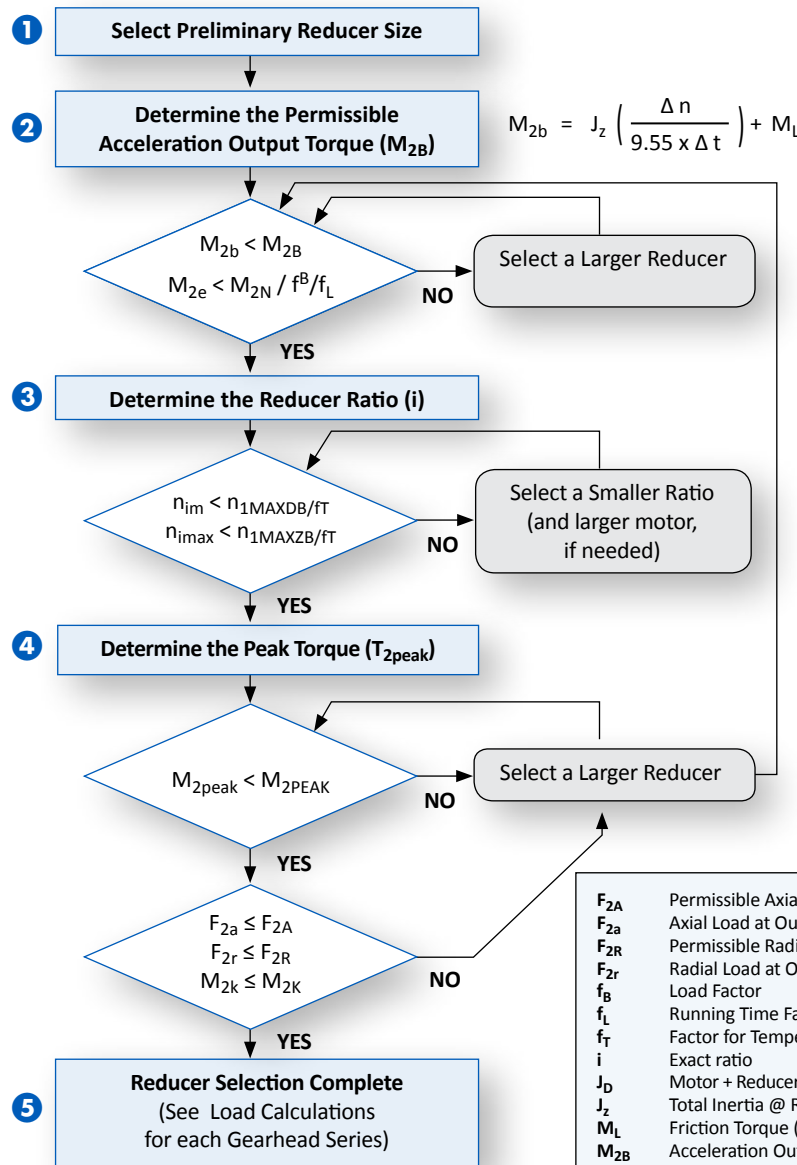 1 Select Preliminary Reducer Size
2 Determine the Permissible
Acceleration Output Torque (M2B)
M2b = Jz ( Δ n / 9.55 x Δ t ) + ML
M2b < M2B
M2e < M2N / fB/fL
NO
Select a Larger Reducer
YES
3 Determine the Reducer Ratio (i)
nim < n1MAXDB/fT
nimax < n1MAXZB/fT
NO
Select a Smaller Ratio
(and larger motor,
if needed)
YES
4 Determine the Peak Torque (T2peak)
M2peak < M2PEAK
NO
Select a Larger Reducer
YES
F2a ≤ F2A
F2r ≤ F2R
M2k ≤ M2K
NO
YES
5 Reducer Selection Complete
(See Load Calculations
for each Gearhead Series)
F2A Permissible
F2a Axial Load at
F2R Permissible
F2r Radial Load at
fB Load Factor
fL Running Time
fT Factor for
i Exact ratio
JD Motor + Reducer
Jz Total Inertia @
ML Friction Torque (
M2B Acceleration